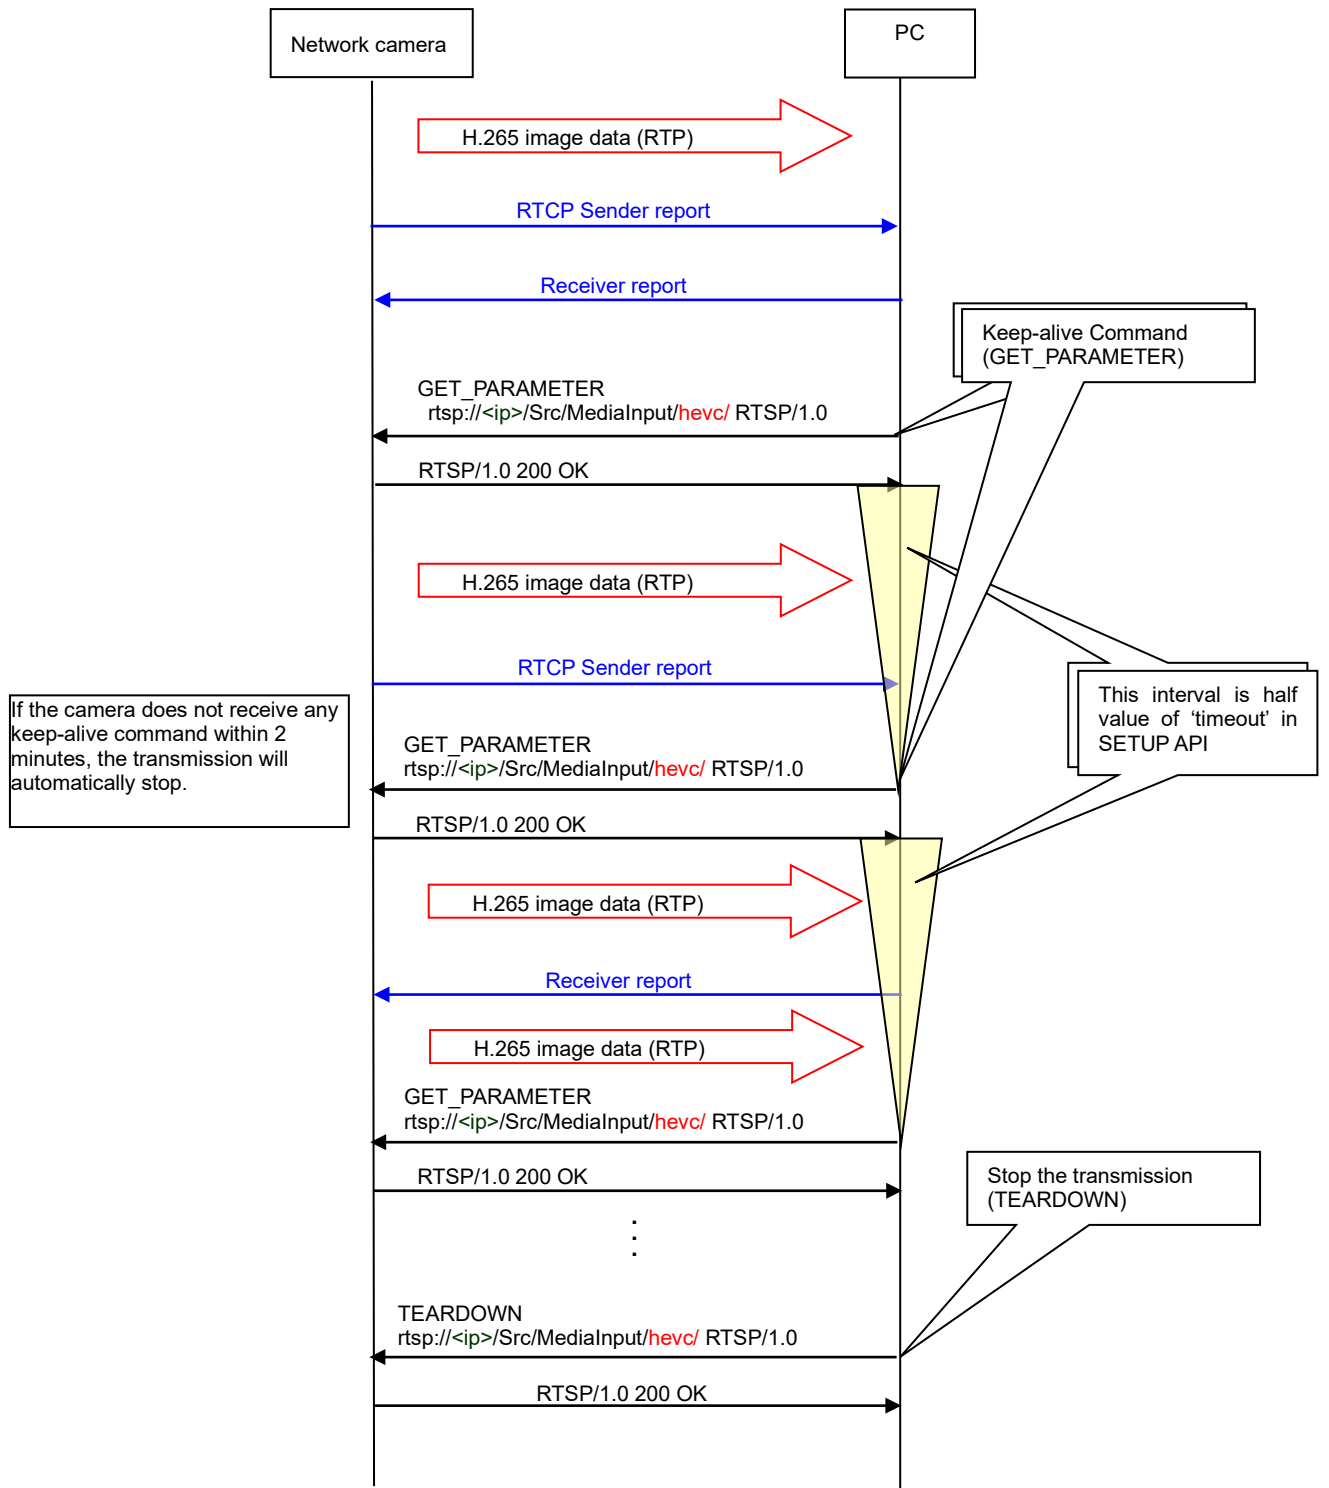 Network camera
PC
H.265 image data (RTP)
RTCP Sender report
Receiver report
Keep-alive Command
(GET_PARAMETER)
GET_PARAMETER
rtsp://<ip>/Src/MediaInput/hevc/ RTSP/1.0
RTSP/1.0 200 OK
H.265 image data (RTP)
RTCP Sender report
This interval is half
value of ‘timeout’ in
SETUP API
If the camera does not receive any
keep-alive command within 2
minutes, the transmission will
automatically stop.
GET_PARAMETER
rtsp://<ip>/Src/MediaInput/hevc/ RTSP/1.0
RTSP/1.0 200 OK
H.265 image data (RTP)
Receiver report
H.265 image data (RTP)
GET_PARAMETER
rtsp://<ip>/Src/MediaInput/hevc/ RTSP/1.0
RTSP/1.0 200 OK
Stop the transmission
(TEARDOWN)
TEARDOWN
rtsp://<ip>/Src/MediaInput/hevc/ RTSP/1.0
RTSP/1.0 200 OK